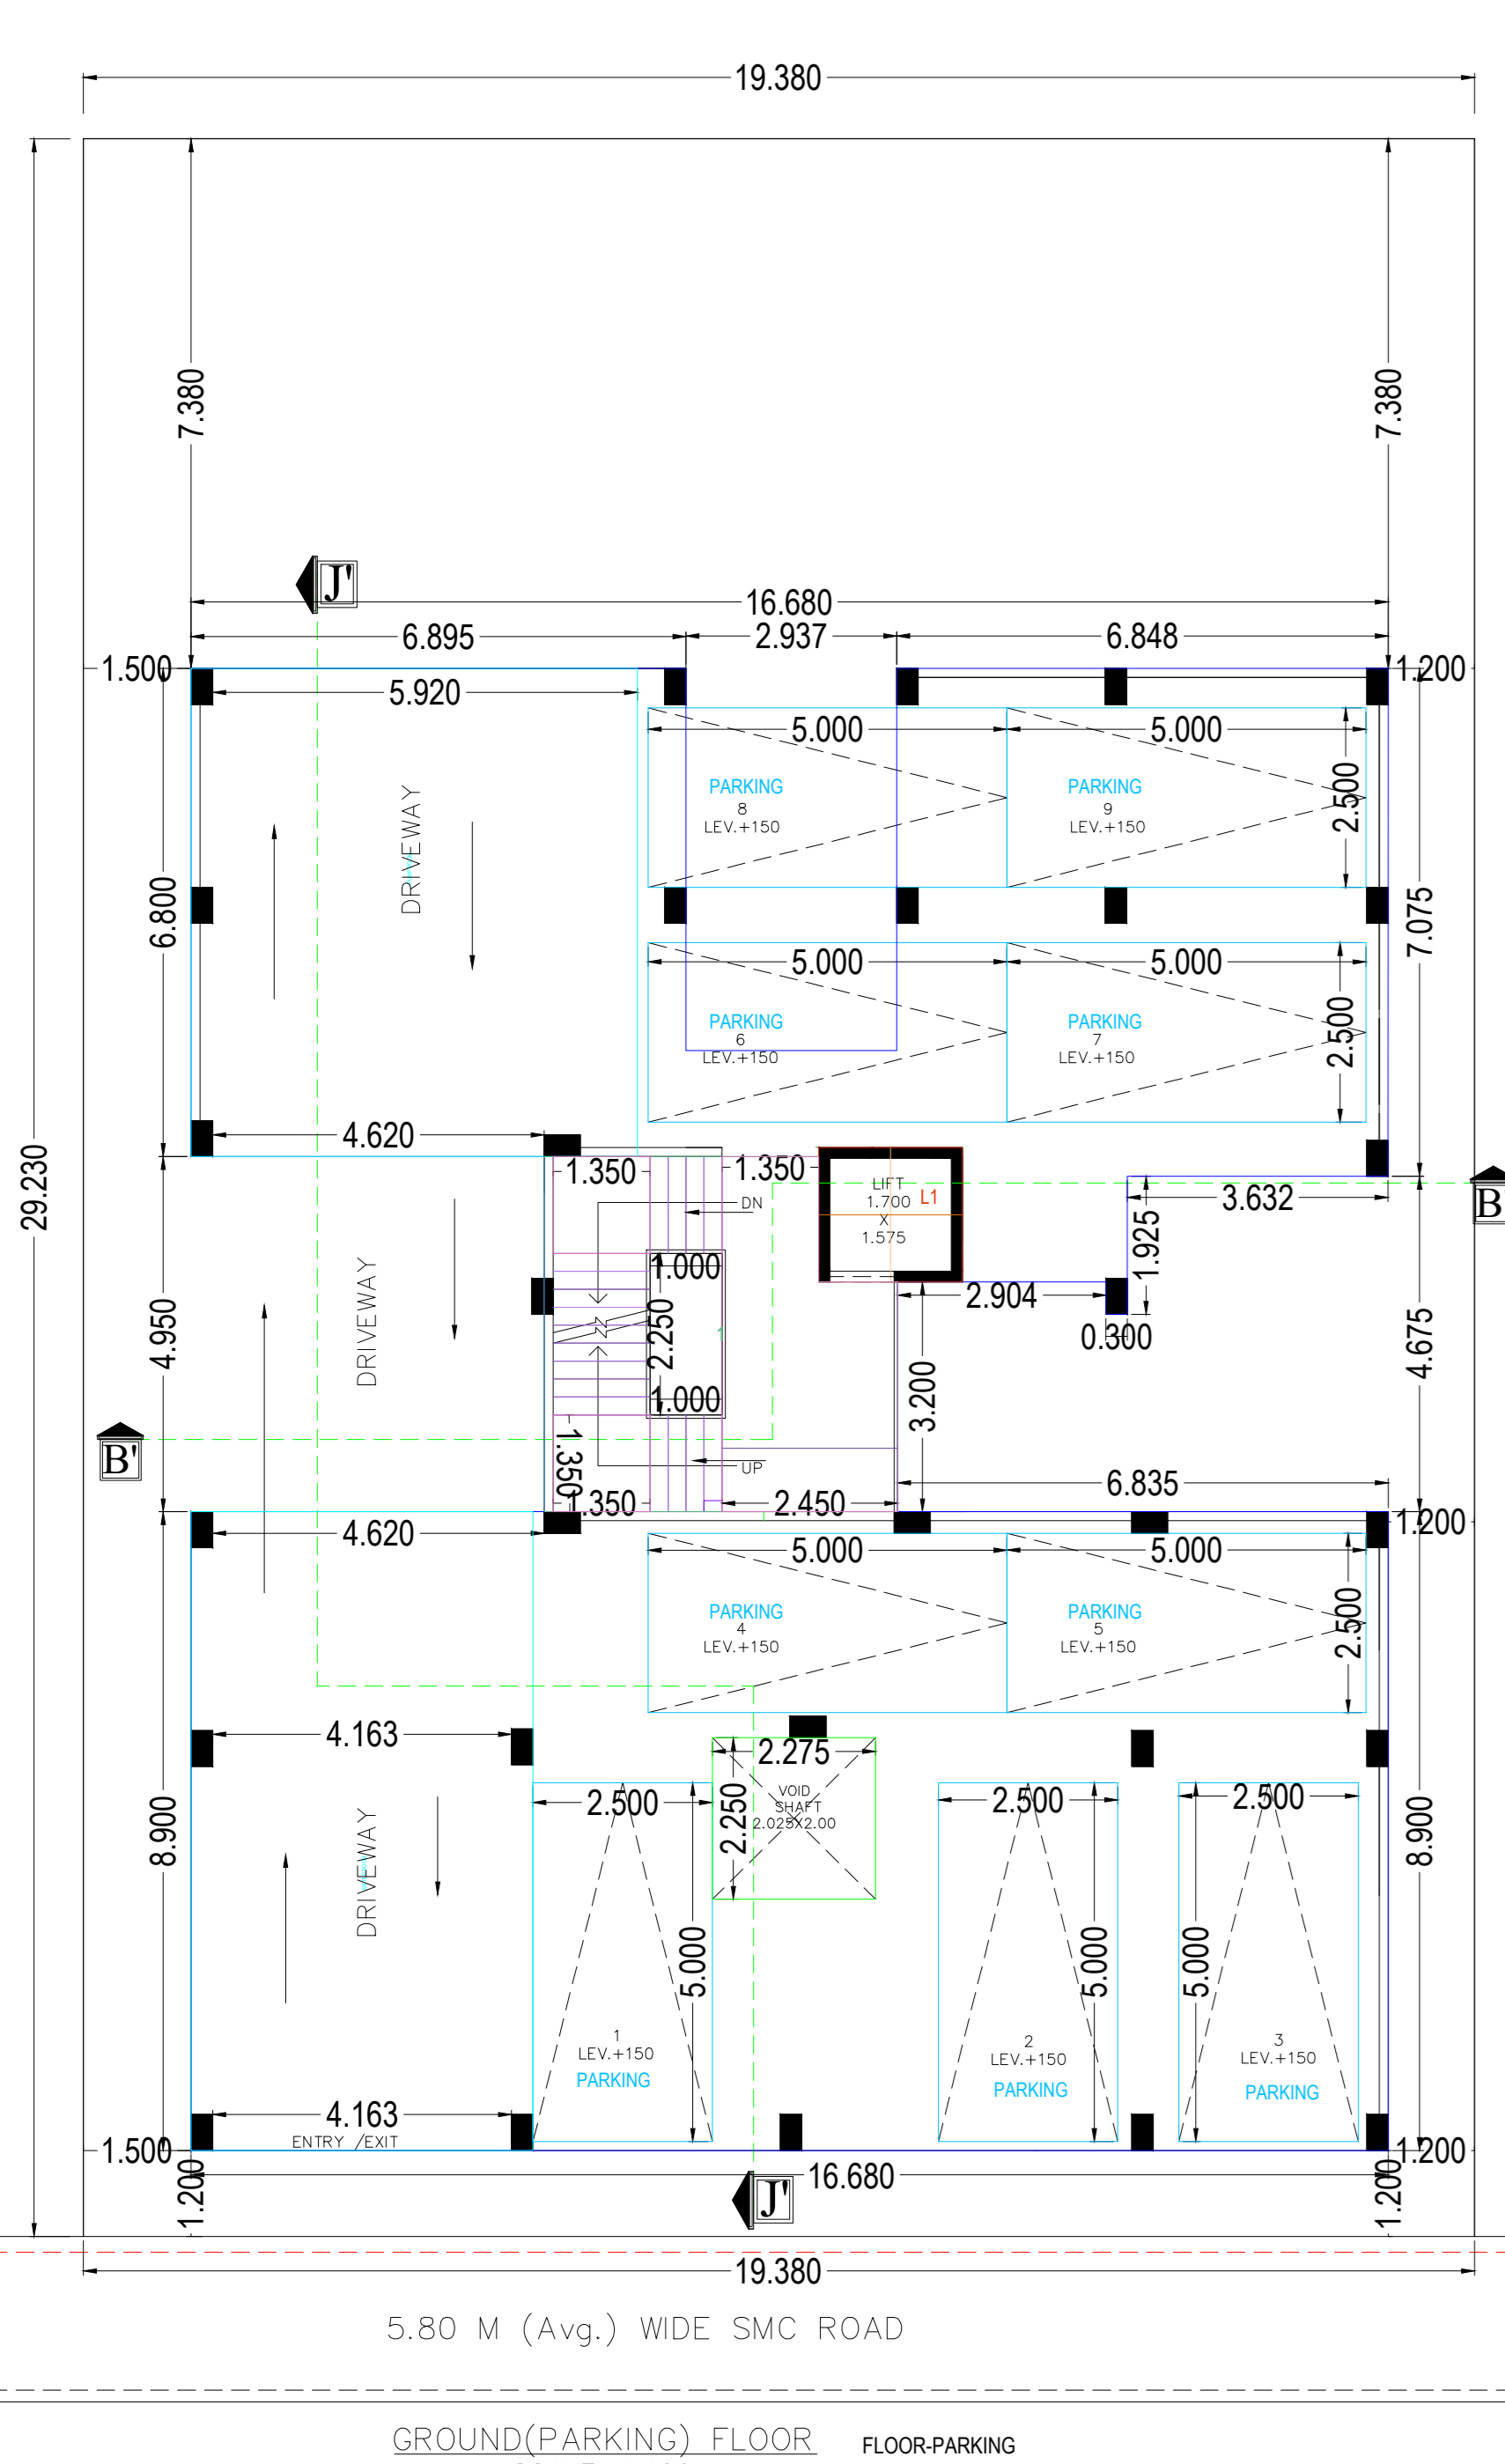 19.380
7.380
7.380
J'
16.680
6.895
2.937
6.848
1.500
1.200
5.920
5.000
5.000
DRIVEWAY
PARKING
8
LEV.+150
PARKING
9
LEV.+150
2.500
6.800
7.075
5.000
5.000
PARKING
6
LEV.+150
PARKING
7
LEV.+150
2.500
4.620
29.230
1.350
1.350
DN
LIFT
1.700
X
1.575
L1
3.632
B'
1.925
1.000
2.904
0.300
DRIVEWAY
4.950
2.250
4.675
1.000
3.200
B'
1.350
UP
6.835
1.350
2.450
4.620
1.200
5.000
5.000
PARKING
4
LEV.+150
PARKING
5
LEV.+150
2.500
4.163
2.275
2.500
VOID
SHAFT
2.025X2.00
2.250
2.500
2.500
DRIVEWAY
8.900
8.900
5.000
5.000
5.000
1
LEV.+150
PARKING
2
LEV.+150
PARKING
3
LEV.+150
PARKING
4.163
ENTRY /EXIT
1.500
1.200
1.200
16.680
1.200
J'
19.380
5.80 M (Avg.) WIDE SMC ROAD
GROUND(PARKING) FLOOR
FLOOR-PARKING